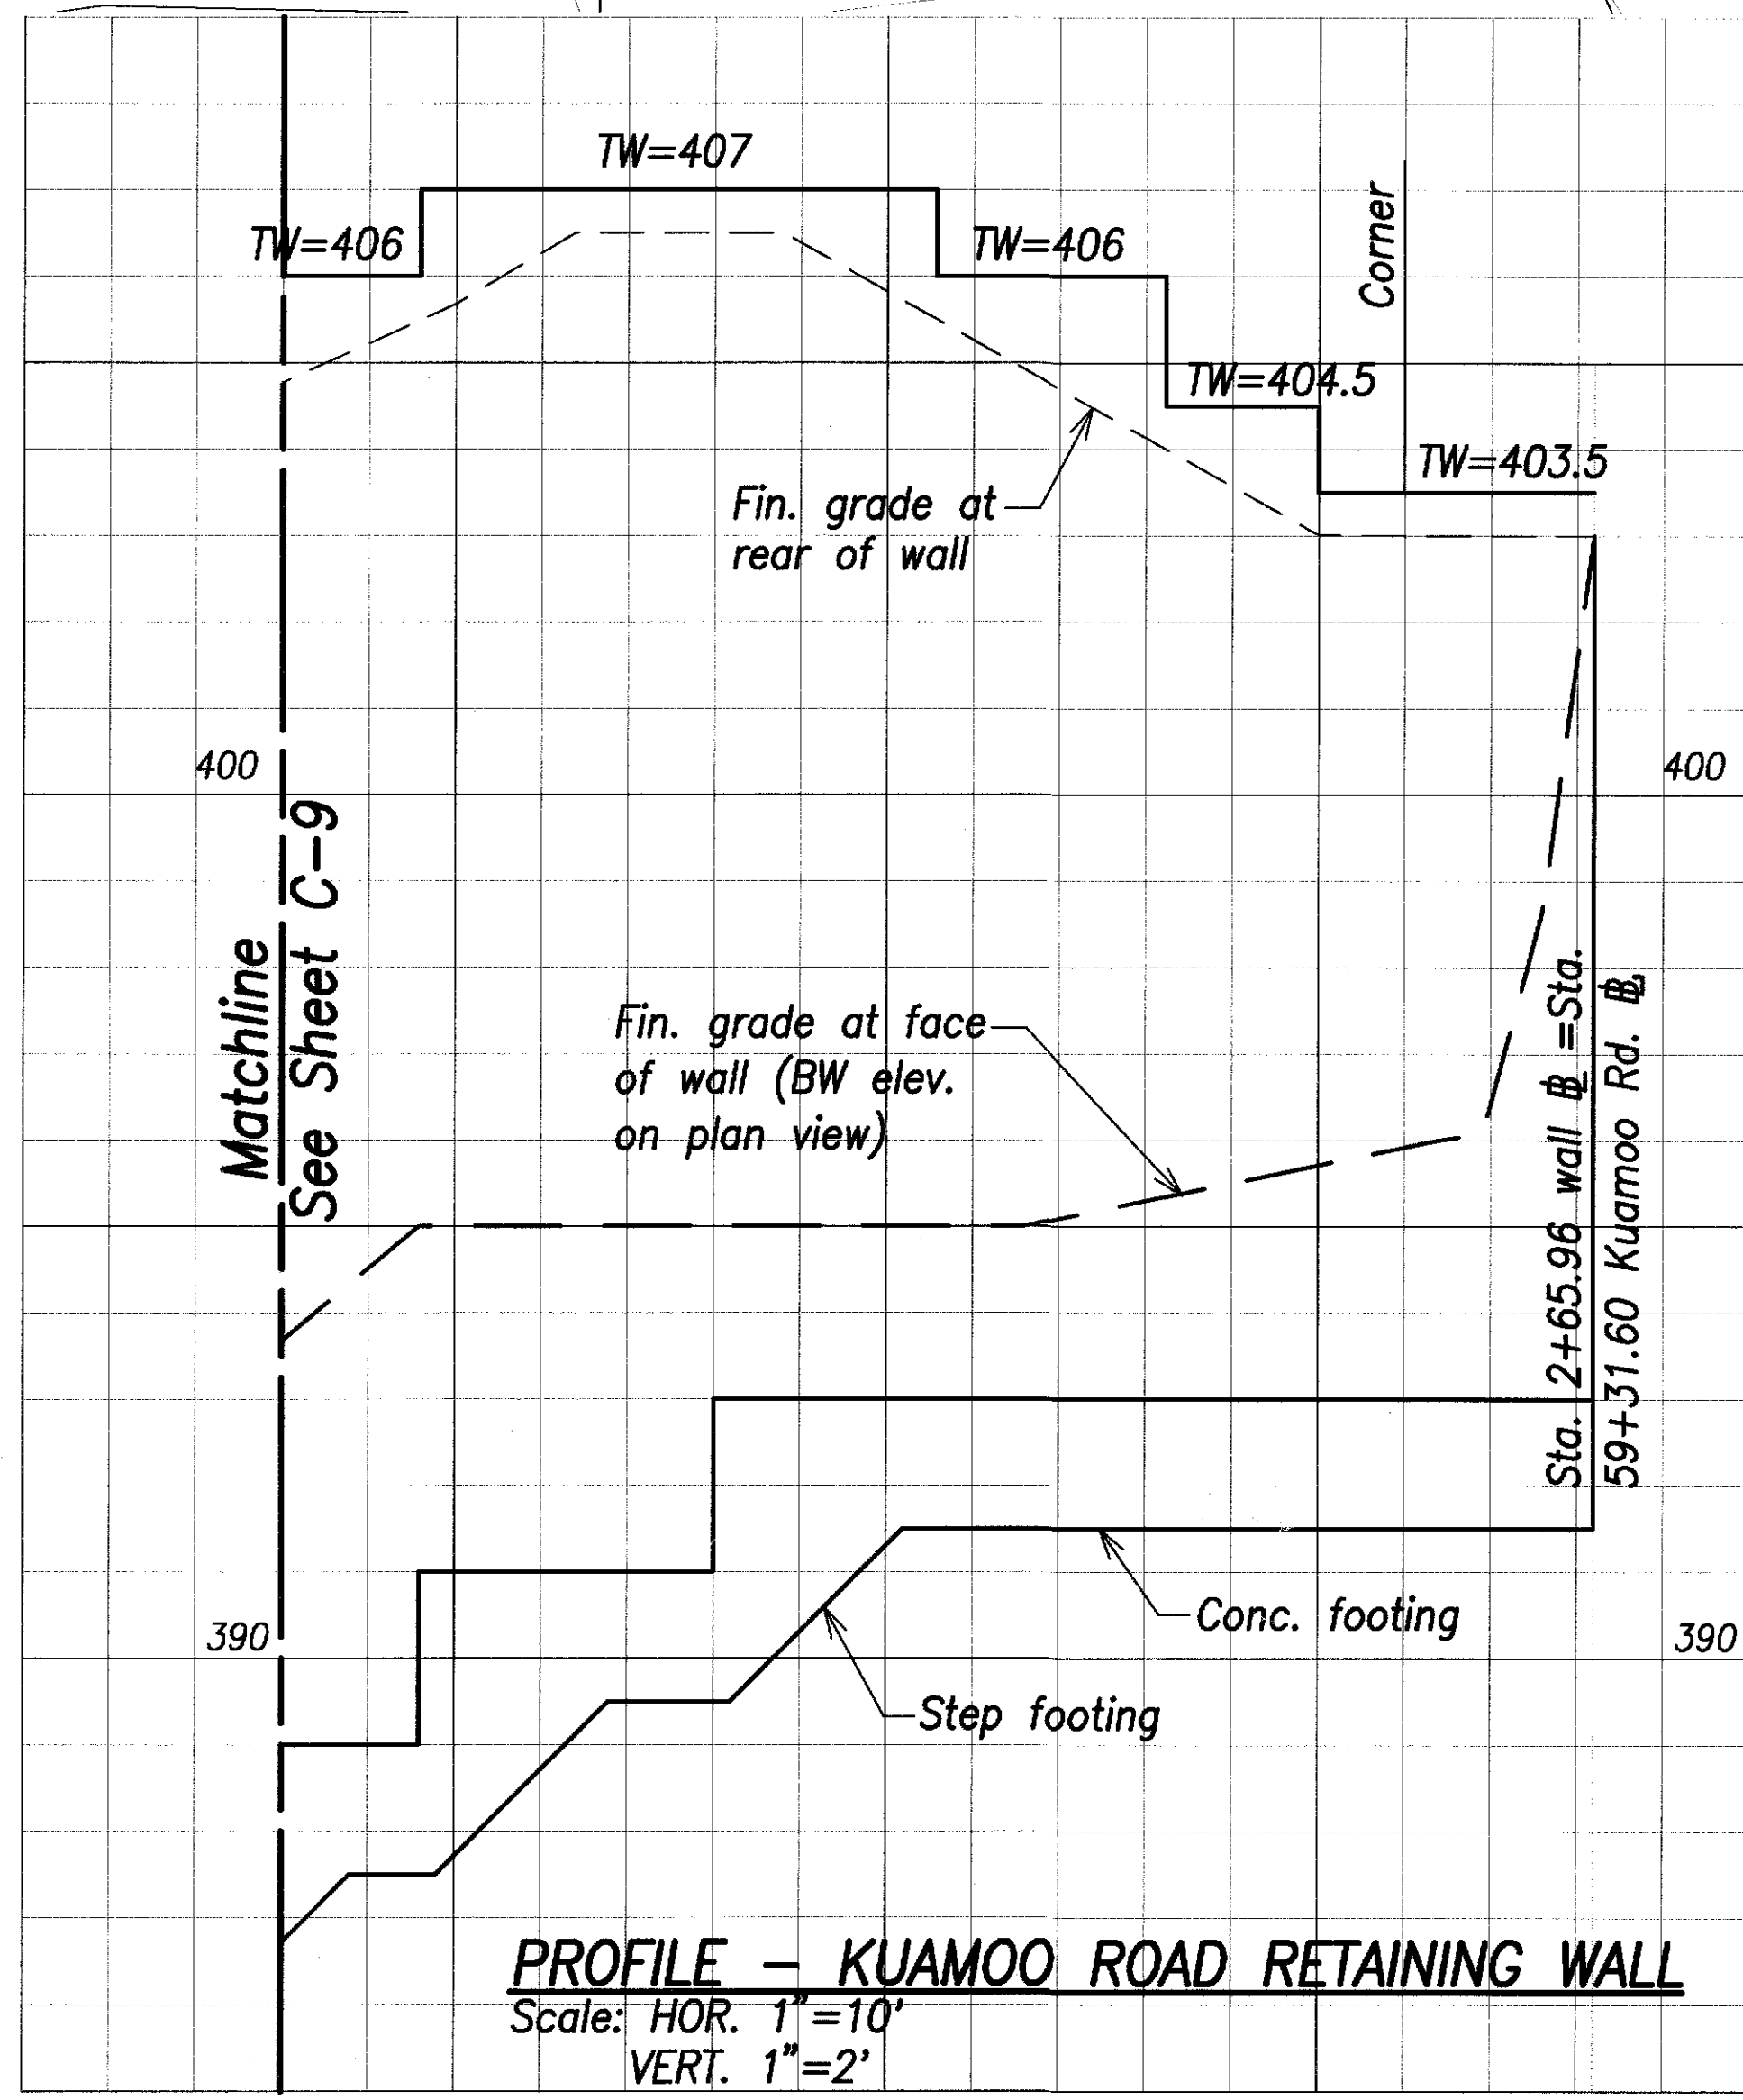 TW=407
TW=406
TW=406
Corner
TW=404.5
TW=403.5
Fin. grade at
rear of wall
400
400
Matchline
See Sheet C-9
Fin. grade at face
of wall (BW elev.
on plan view)
Sta. 2+65.96 wall ℄ =Sta.
59+31.60 Kuamoo Rd. ℄
390
390
Conc. footing
Step footing
PROFILE - KUAMOO ROAD RETAINING WALL
Scale: HOR. 1"=10'
VERT. 1"=2'